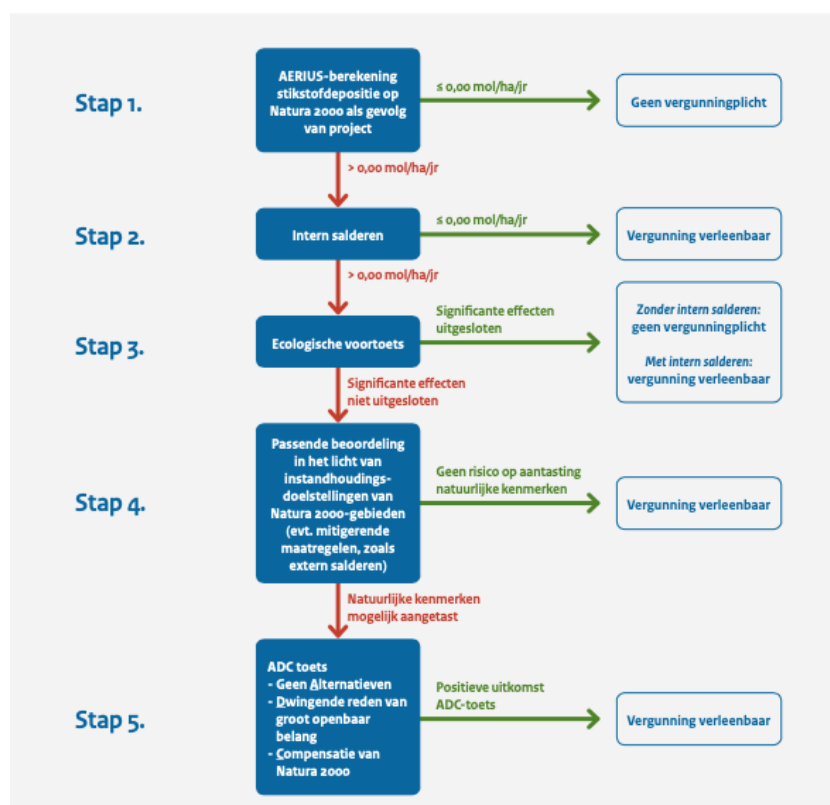 Stap 1.
AERIUS-berekening
stikstofdepositie op
Natura 2000 als gevolg
van project
≤ 0,00 mol/ha/jr
Geen vergunningplicht
> 0,00 mol/ha/jr
Stap 2.
Intern salderen
≤ 0,00 mol/ha/jr
Vergunning verleenbaar
> 0,00 mol/ha/jr
Stap 3.
Ecologische voortoets
Significante effecten
uitgesloten
Zonder intern salderen:
geen vergunningplicht
Met intern salderen:
vergunning verleenbaar
Significante effecten
niet uitgesloten
Stap 4.
Passende beoordeling
in het licht van
instandhoudings-
doelstellingen van
Natura 2000-gebieden
(evt. mitigerende
maatregelen, zoals
extern salderen)
Geen risico op aantasting
natuurlijke kenmerken
Vergunning verleenbaar
Natuurlijke kenmerken
mogelijk aangetast
Stap 5.
ADC toets
- Geen Alternatieven
- Dwingende reden van
groot openbaar
belang
- Compensatie van
Natura 2000
Positieve uitkomst
ADC-toets
Vergunning verleenbaar